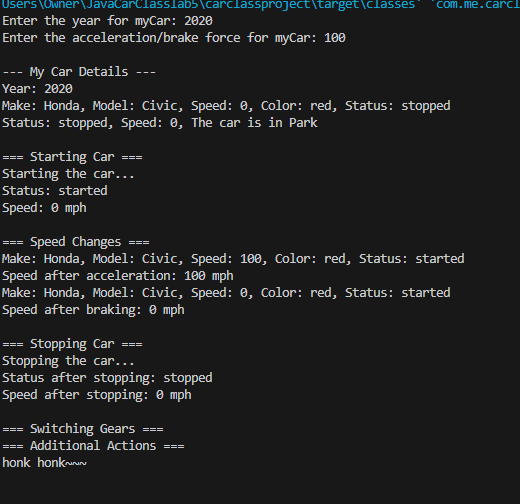 Users\Owner\JavaCarClasslab5\carclassproject\target\classes' 'com.me.carcl
Enter the year for myCar: 2020
Enter the acceleration/brake force for myCar: 100
--- My Car Details ---
Year: 2020
Make: Honda, Model: Civic, Speed: 0, Color: red, Status: stopped
Status: stopped, Speed: 0, The car is in Park
=== Starting Car ===
Starting the car...
Status: started
Speed: 0 mph
=== Speed Changes ===
Make: Honda, Model: Civic, Speed: 100, Color: red, Status: started
Speed after acceleration: 100 mph
Make: Honda, Model: Civic, Speed: 0, Color: red, Status: started
Speed after braking: 0 mph
=== Stopping Car ===
Stopping the car...
Status after stopping: stopped
Speed after stopping: 0 mph
=== Switching Gears ===
=== Additional Actions ===
honk honk~~~